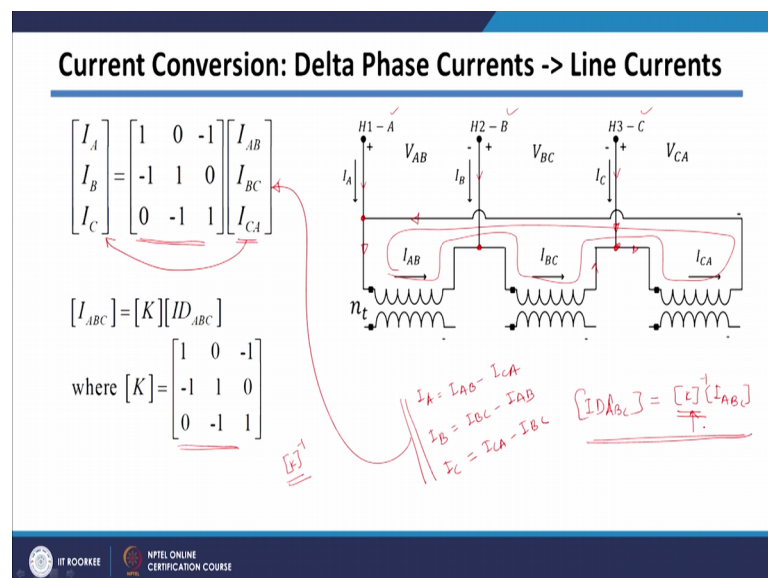 Current Conversion: Delta Phase Currents -> Line Currents
[I_A] [1 0 -1] [I_AB]
[I_B] = [-1 1 0] [I_BC]
[I_C] [0 -1 1] [I_CA]
[I_ABC]=[K][ID_ABC]
[1 0 -1]
where [K]= [-1 1 0]
[0 -1 1]
[K]⁻¹
H1 – A H2 – B H3 – C
+ - + - +
V_AB V_BC V_CA
I_A I_B I_C
-
I_AB I_BC I_CA
n_t
- - -
I_A = I_AB - I_CA
I_B = I_BC - I_AB
I_C = I_CA - I_BC
[ID_ABC] = [K]⁻¹[I_ABC]
IIT ROORKEE
NPTEL ONLINE
CERTIFICATION COURSE